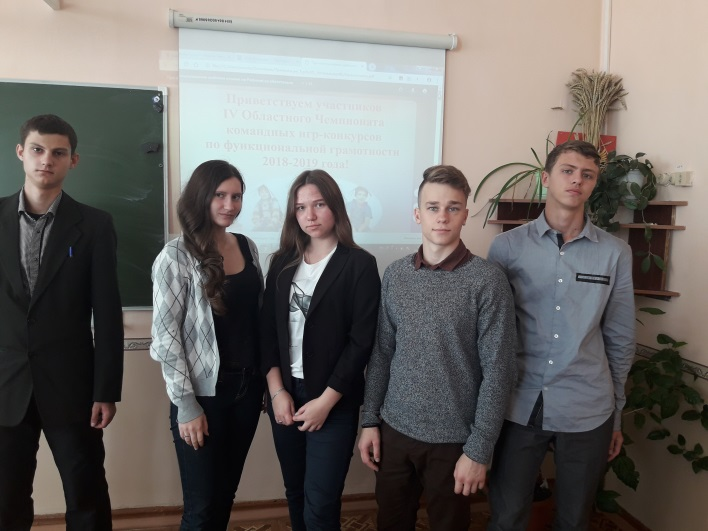 Приветствуем участников
IV Областного Чемпионата
командных игр-конкурсов
по функциональной грамотности
2018-2019 года!